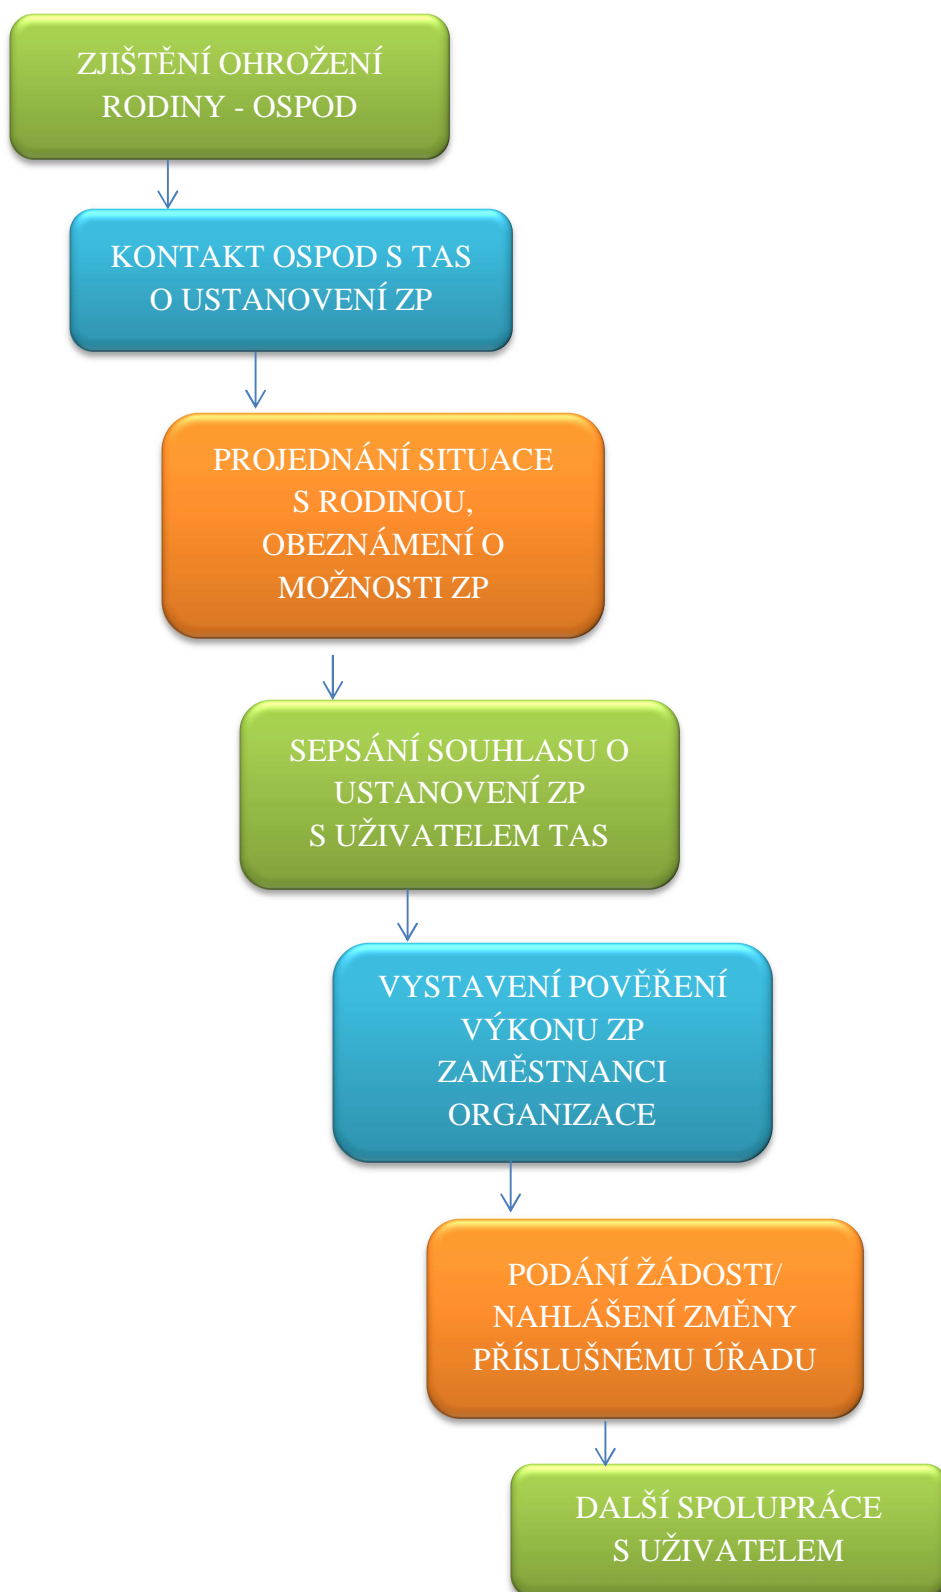 ZJIŠTĚNÍ OHROŽENÍ
RODINY - OSPOD
KONTAKT OSPOD S TAS
O USTANOVENÍ ZP
PROJEDNÁNÍ SITUACE
S RODINOU,
OBEZNÁMENÍ O
MOŽNOSTI ZP
SEPSÁNÍ SOUHLASU O
USTANOVENÍ ZP
S UŽIVATELEM TAS
VYSTAVENÍ POVĚŘENÍ
VÝKONU ZP
ZAMĚSTNANCI
ORGANIZACE
PODÁNÍ ŽÁDOSTI/
NAHLÁŠENÍ ZMĚNY
PŘÍSLUŠNÉMU ÚŘADU
DALŠÍ SPOLUPRÁCE
S UŽIVATELEM